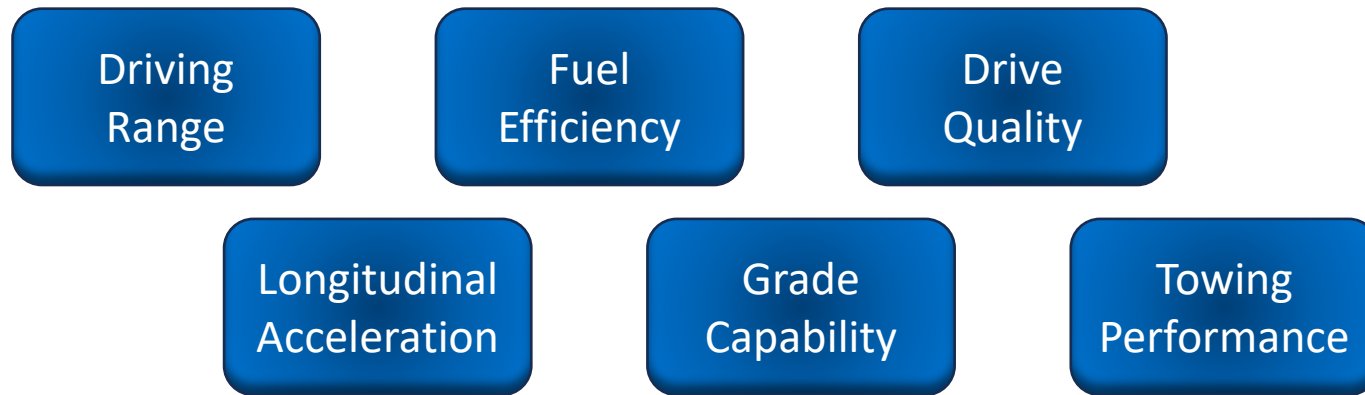 Driving
Range
Fuel
Efficiency
Drive
Quality
Longitudinal
Acceleration
Grade
Capability
Towing
Performance